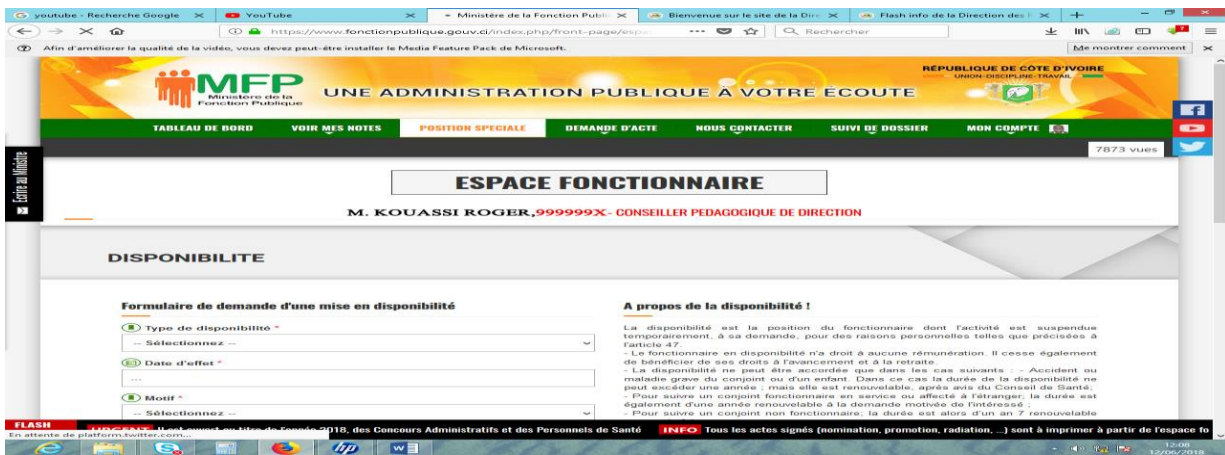 youtube - Recherche Google
YouTube
Ministère de la Fonction Publi
Bienvenue sur le site de la Dire
Flash info de la Direction des
https://www.fonctionpublique.gouv.ci/index.php/front-page/esp
Rechercher
Afin d'améliorer la qualité de la vidéo, vous devez peut-être installer le Media Feature Pack de Microsoft.
Me montrer comment
MFP
Ministère de la
Fonction Publique
UNE ADMINISTRATION PUBLIQUE À VOTRE ÉCOUTE
RÉPUBLIQUE DE CÔTE D'IVOIRE
UNION-DISCIPLINE-TRAVAIL
TABLEAU DE BORD VOIR MES NOTES POSITION SPECIALE DEMANDE D'ACTE NOUS CONTACTER SUIVI DE DOSSIER MON COMPTE
7873 vues
Ecrire au Ministre
ESPACE FONCTIONNAIRE
M. KOUASSI ROGER,999999X- CONSEILLER PEDAGOGIQUE DE DIRECTION
DISPONIBILITE
Formulaire de demande d'une mise en disponibilité
Type de disponibilité *
-- Sélectionnez --
Date d'effet *
...
Motif *
-- Sélectionnez --
A propos de la disponibilité !
La disponibilité est la position du fonctionnaire dont l'activité est suspendue
temporairement, à sa demande, pour des raisons personnelles telles que précisées à
l'article 47.
- Le fonctionnaire en disponibilité n'a droit à aucune rémunération. Il cesse également
de bénéficier de ses droits à l'avancement et à la retraite.
- La disponibilité ne peut être accordée que dans les cas suivants : - Accident ou
maladie grave du conjoint ou d'un enfant. Dans ce cas la durée de la disponibilité ne
peut excéder une année ; mais elle est renouvelable, après avis du Conseil de Santé;
- Pour suivre un conjoint fonctionnaire en service ou affecté à l'étranger; la durée est
également d'une année renouvelable à la demande motivée de l'intéressé ;
- Pour suivre un conjoint non fonctionnaire; la durée est alors d'un an 7 renouvelable
FLASH
2018, des Concours Administratifs et des Personnels de Santé INFO Tous les actes signés (nomination, promotion, radiation, ...) sont à imprimer à partir de l'espace fo
En attente de platform.twitter.com...
12:08
12/06/2018